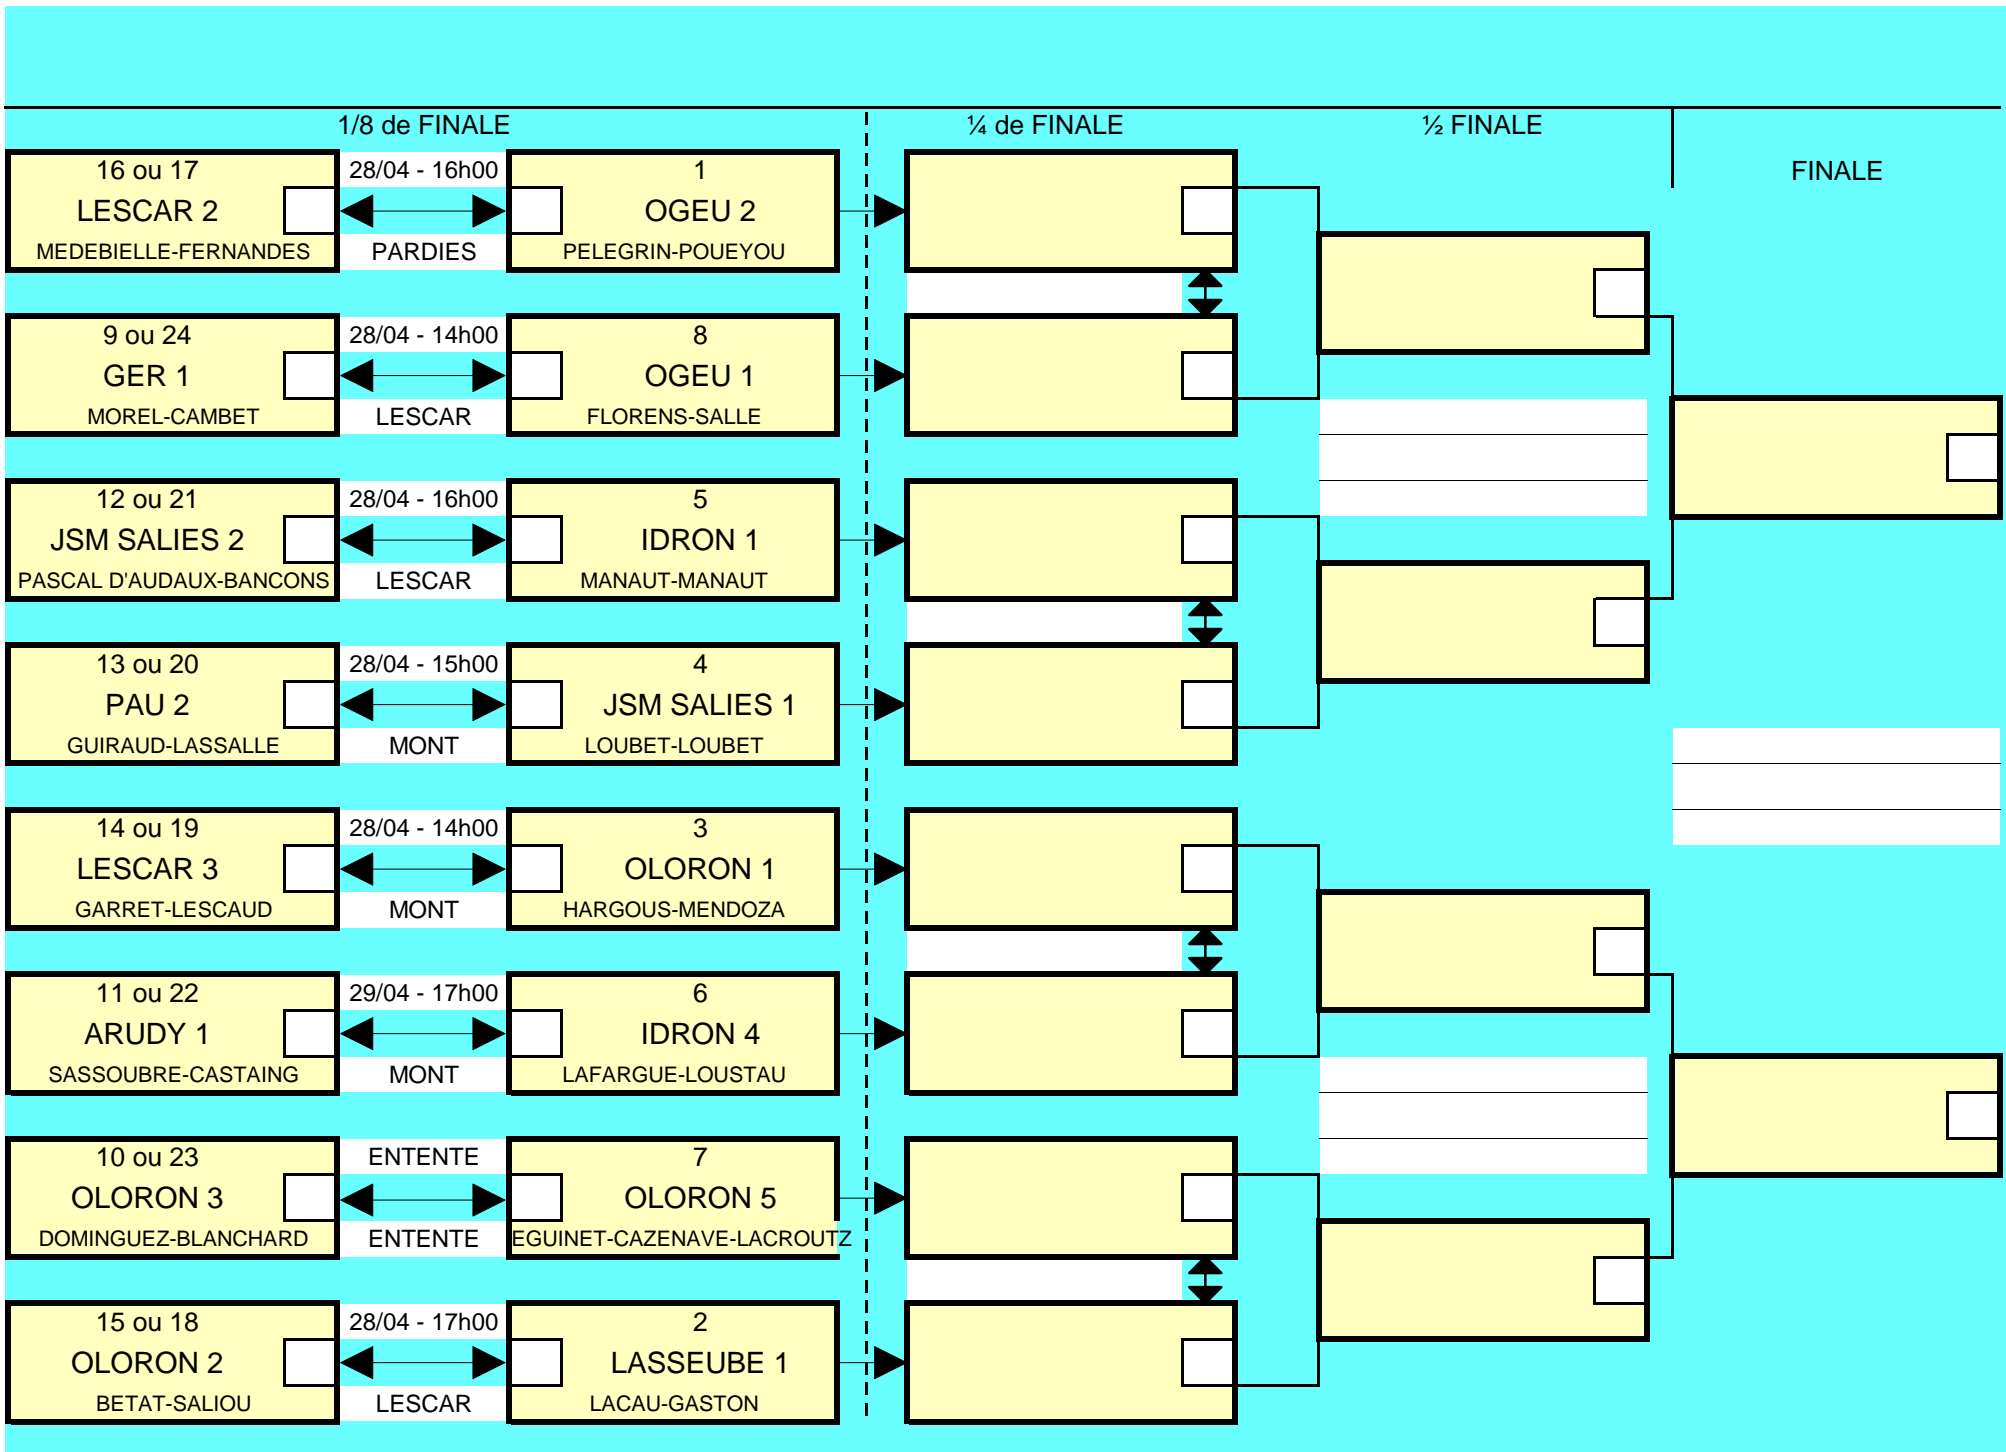 1/8 de FINALE
¼ de FINALE
½ FINALE
FINALE
16 ou 17
28/04 - 16h00
1
LESCAR 2
OGEU 2
MEDEBIELLE-FERNANDES
PARDIES
PELEGRIN-POUEYOU
9 ou 24
28/04 - 14h00
8
GER 1
OGEU 1
MOREL-CAMBET
LESCAR
FLORENS-SALLE
12 ou 21
28/04 - 16h00
5
JSM SALIES 2
IDRON 1
PASCAL D'AUDAUX-BANCONS
LESCAR
MANAUT-MANAUT
13 ou 20
28/04 - 15h00
4
PAU 2
JSM SALIES 1
GUIRAUD-LASSALLE
MONT
LOUBET-LOUBET
14 ou 19
28/04 - 14h00
3
LESCAR 3
OLORON 1
GARRET-LESCAUD
MONT
HARGOUS-MENDOZA
11 ou 22
29/04 - 17h00
6
ARUDY 1
IDRON 4
SASSOUBRE-CASTAING
MONT
LAFARGUE-LOUSTAU
10 ou 23
ENTENTE
7
OLORON 3
OLORON 5
DOMINGUEZ-BLANCHARD
ENTENTE
EGUINET-CAZENAVE-LACROUTZ
15 ou 18
28/04 - 17h00
2
OLORON 2
LASSEUBE 1
BETAT-SALIOU
LESCAR
LACAU-GASTON